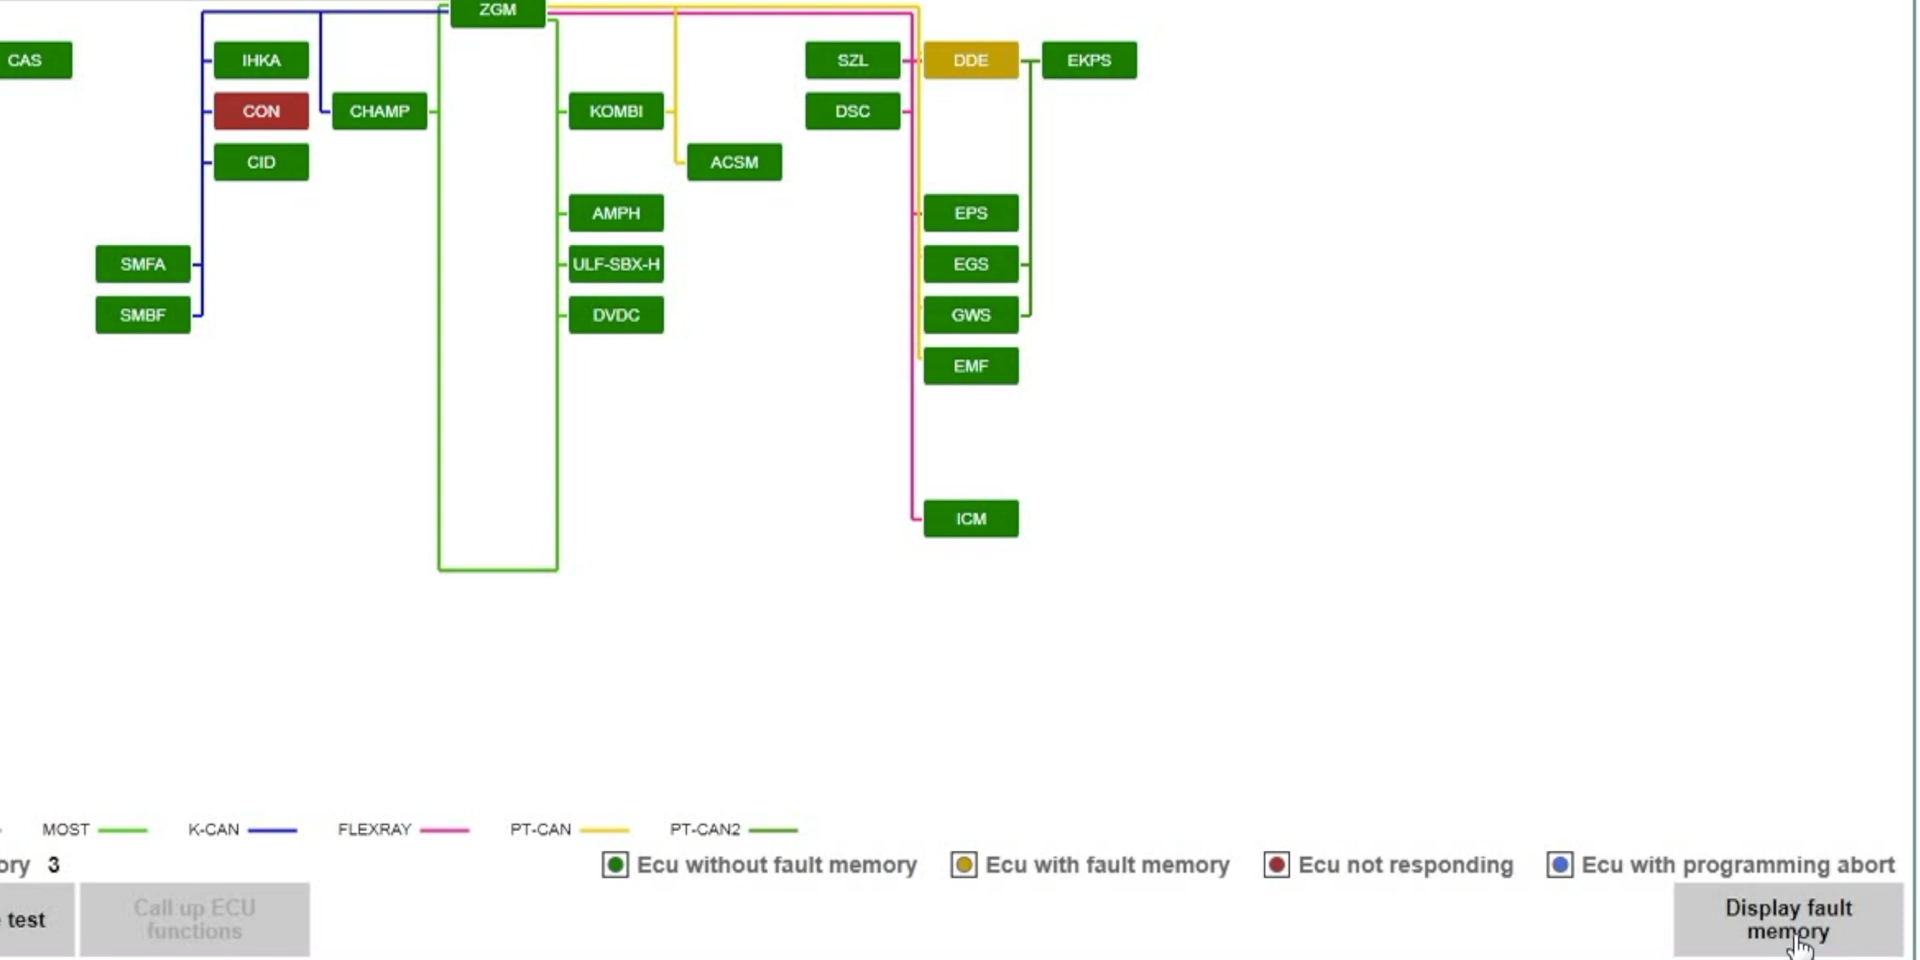 ZGM
CAS
IHKA
SZL
DDE
EKPS
CON
CHAMP
KOMBI
DSC
CID
ACSM
AMPH
EPS
SMFA
ULF-SBX-H
EGS
SMBF
DVDC
GWS
EMF
ICM
MOST
K-CAN
FLEXRAY
PT-CAN
PT-CAN2
ory 3
Ecu without fault memory
Ecu with fault memory
Ecu not responding
Ecu with programming abort
test
Call up ECU
functions
Display fault
memory